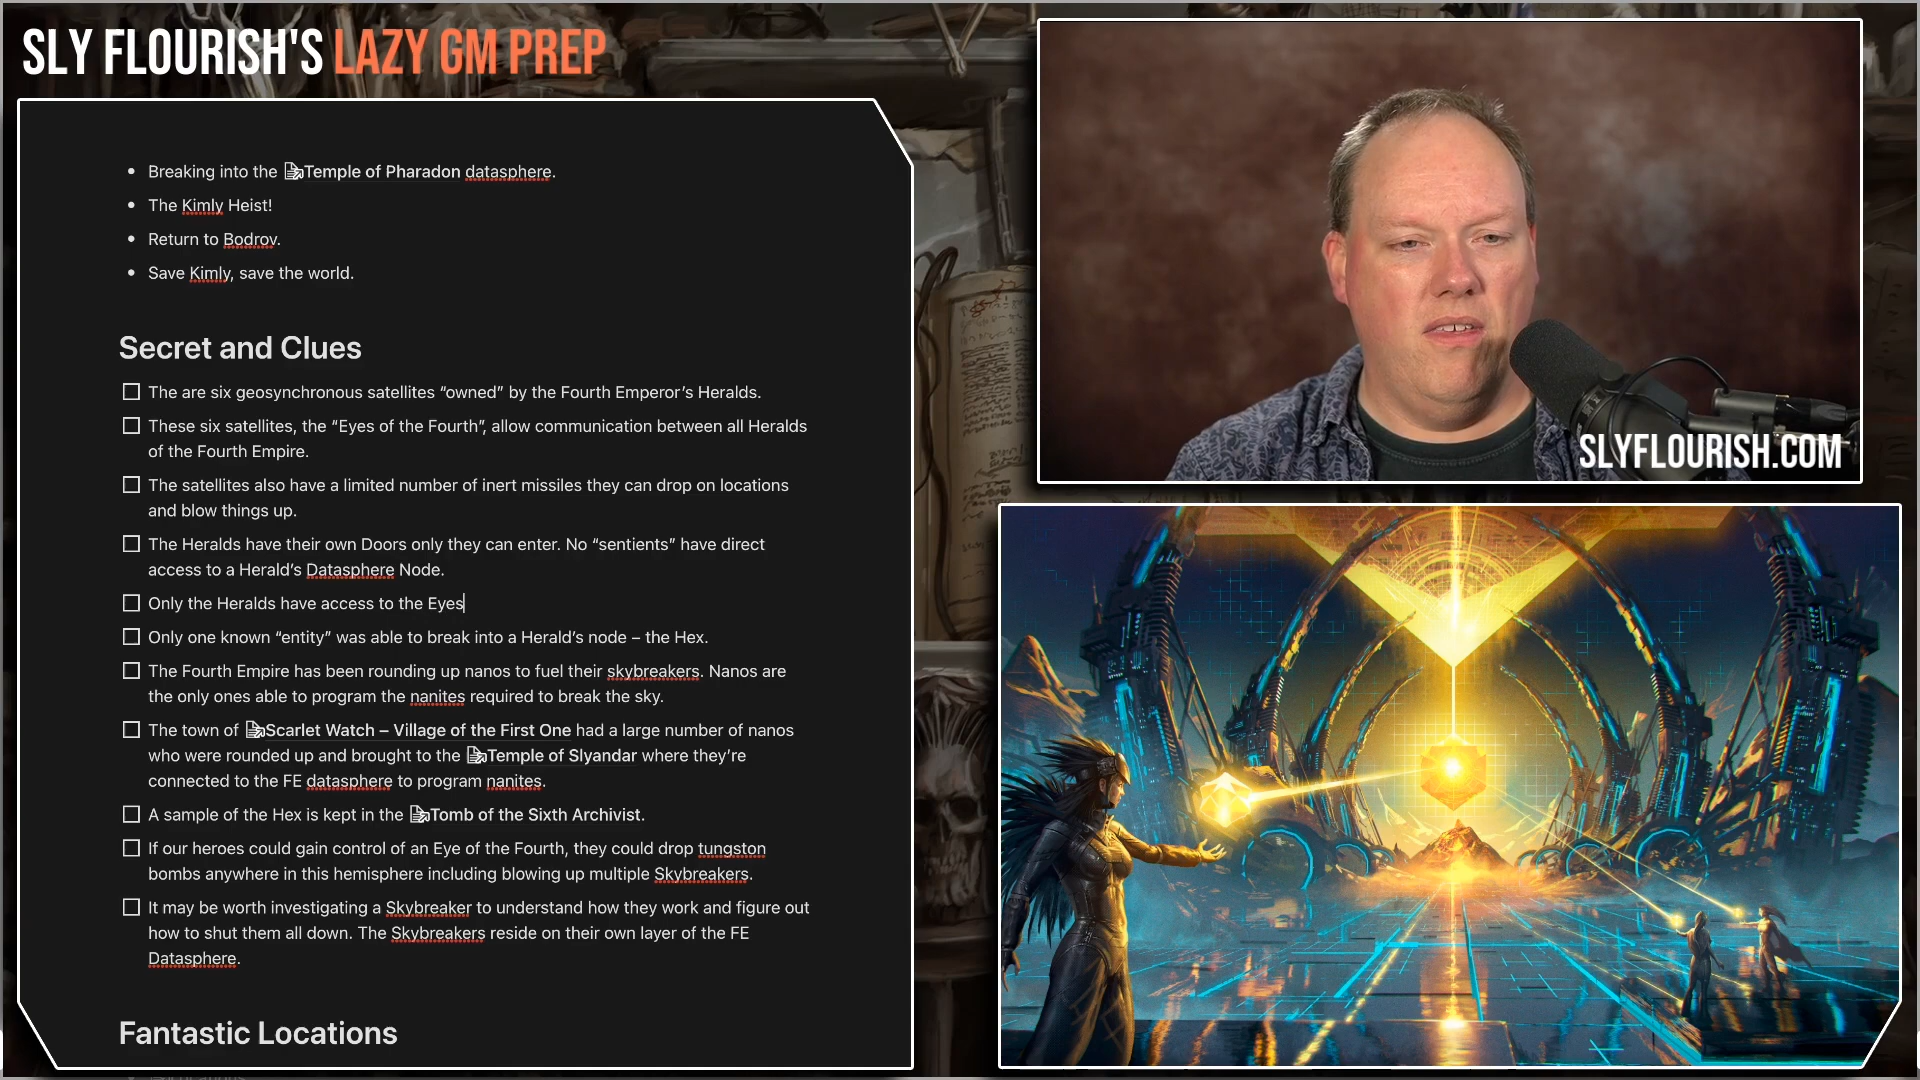 SLY FLOURISH'S LAZY GM PREP
Breaking into the Temple of Pharadon datasphere.
The Kimly Heist!
Return to Bodrov.
Save Kimly, save the world.
Secret and Clues
The are six geosynchronous satellites “owned” by the Fourth Emperor’s Heralds.
These six satellites, the “Eyes of the Fourth”, allow communication between all Heralds
of the Fourth Empire.
The satellites also have a limited number of inert missiles they can drop on locations
and blow things up.
The Heralds have their own Doors only they can enter. No “sentients” have direct
access to a Herald’s Datasphere Node.
Only the Heralds have access to the Eyes
Only one known “entity” was able to break into a Herald’s node – the Hex.
The Fourth Empire has been rounding up nanos to fuel their skybreakers. Nanos are
the only ones able to program the nanites required to break the sky.
The town of Scarlet Watch – Village of the First One had a large number of nanos
who were rounded up and brought to the Temple of Slyandar where they’re
connected to the FE datasphere to program nanites.
A sample of the Hex is kept in the Tomb of the Sixth Archivist.
If our heroes could gain control of an Eye of the Fourth, they could drop tungston
bombs anywhere in this hemisphere including blowing up multiple Skybreakers.
It may be worth investigating a Skybreaker to understand how they work and figure out
how to shut them all down. The Skybreakers reside on their own layer of the FE
Datasphere.
Fantastic Locations
SLYFLOURISH.COM